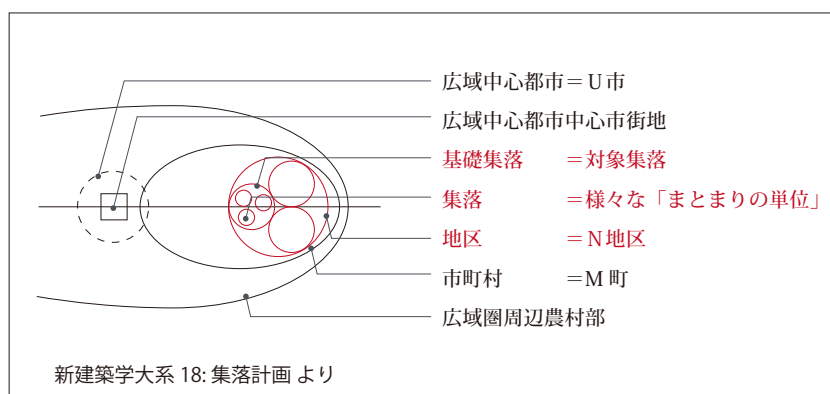 広域中心都市＝U市
広域中心都市中心市街地
基礎集落　＝対象集落
集落　＝様々な「まとまりの単位」
地区　＝N地区
市町村　＝M町
広域圏周辺農村部
新建築学大系 18: 集落計画 より